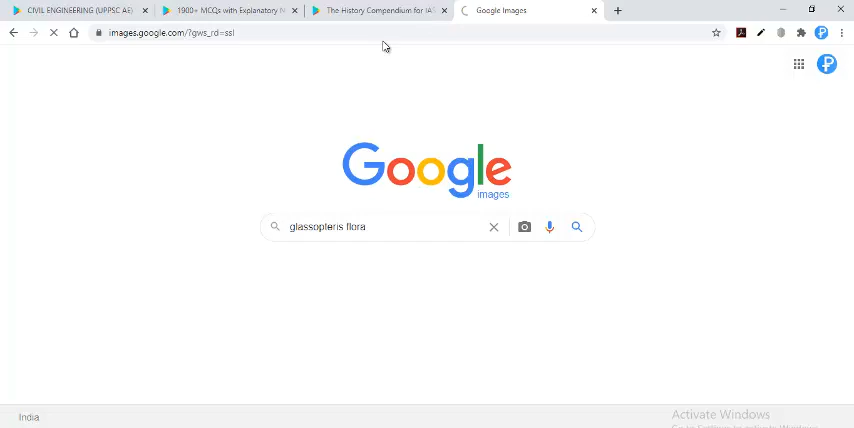 CIVIL ENGINEERING (UPPSC AE)
1900+ MCQs with Explanatory N
The History Compendium for IAS
Google Images
images.google.com/?gws_rd=ssl
Google
images
glassopteris flora
India
Activate Windows